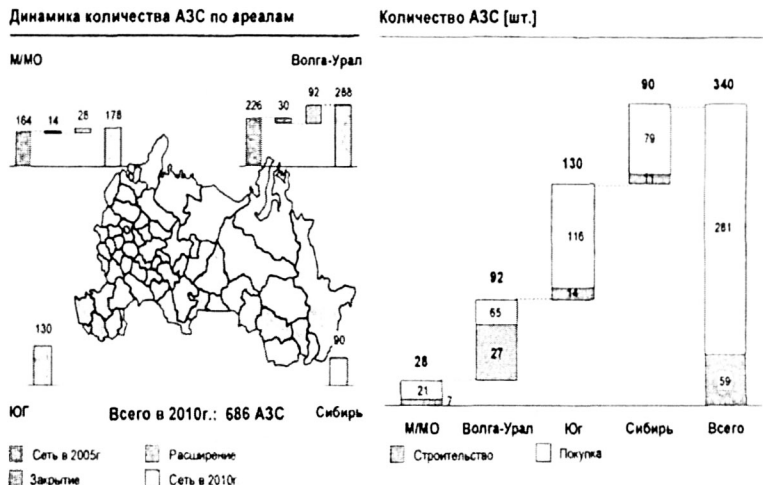 Динамика количества АЗС по ареалам
М/МО
Волга-Урал
164 14 28 178
226 30 92 288
130
90
ЮГ
Всего в 2010г.: 686 АЗС
Сибирь
Сеть в 2005г
Расширение
Закрытие
Сеть в 2010г
Количество АЗС [шт.]
90 340
79
11
130
116
14
281
92
65
27
28
21
7
59
М/МО Волга-Урал Юг Сибирь Всего
Строительство
Покупка